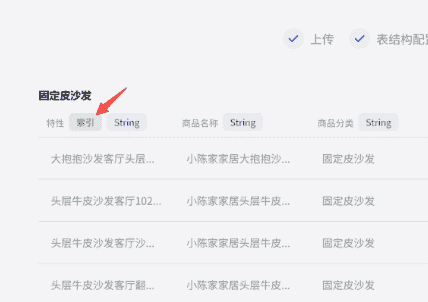 上传 表结构配置
固定皮沙发
特性 索引 String 商品名称 String 商品分类 String
大抱抱沙发客厅头层... 小陈家家居大抱抱沙... 固定皮沙发
头层牛皮沙发客厅102... 小陈家家居头层牛皮... 固定皮沙发
头层牛皮沙发客厅沙... 小陈家家居头层牛皮... 固定皮沙发
头层牛皮沙发客厅翻... 小陈家家居头层牛皮... 固定皮沙发